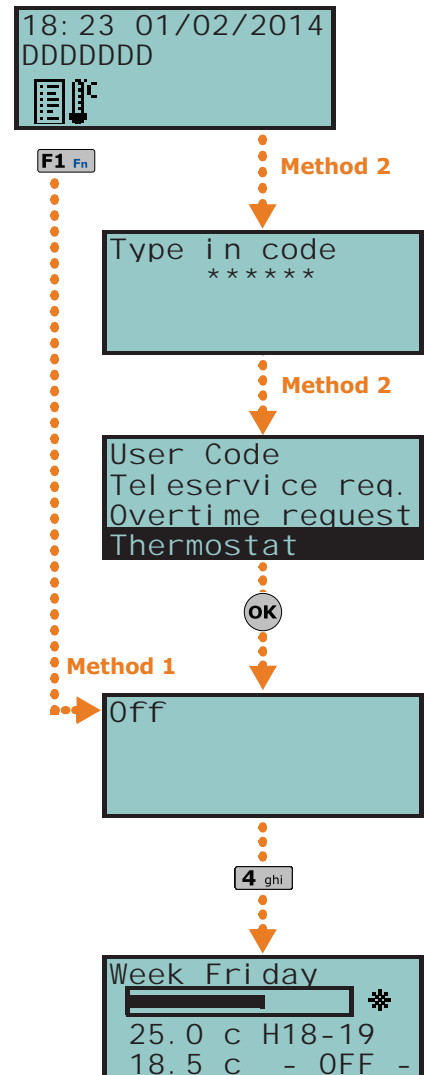 18:23 01/02/2014
DDDDDDD
C
F1 Fn
Method 2
Type in code
******
Method 2
User Code
Teleservice req.
Overtime request
Thermostat
OK
Method 1
Off
4 ghi
Week Friday
25.0 c H18-19
18.5 c - OFF -